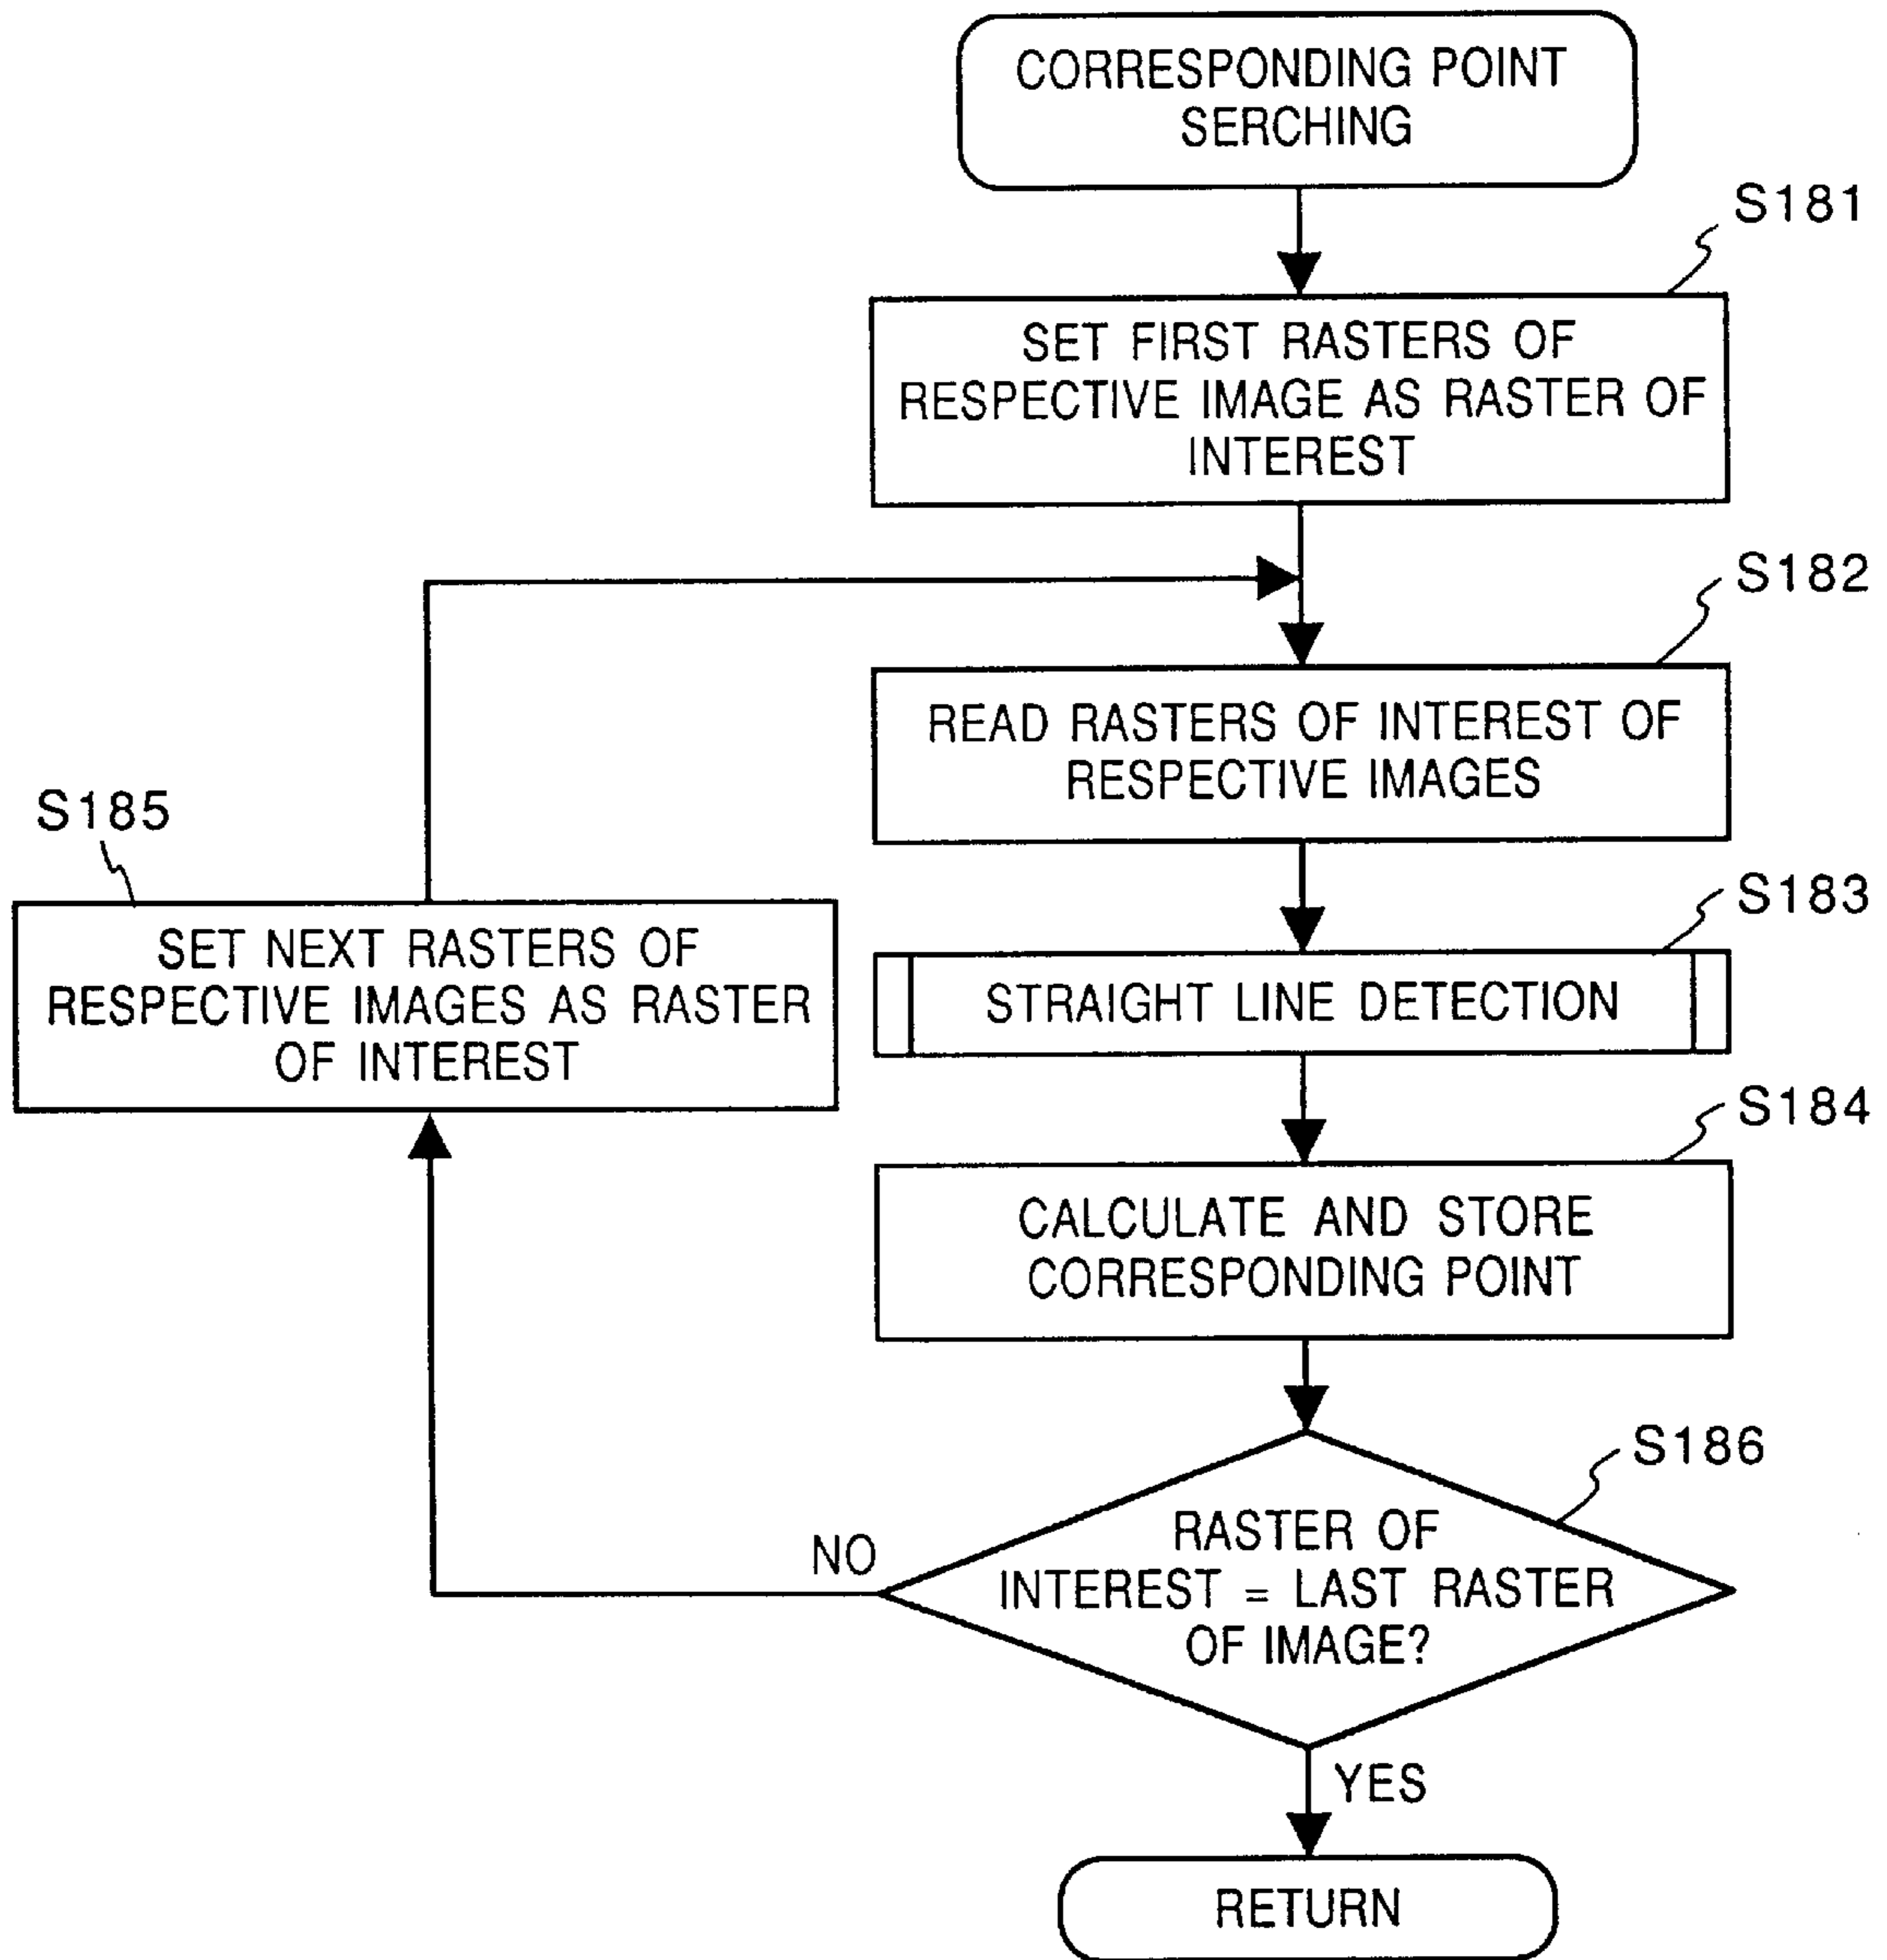 CORRESPONDING POINT
SERCHING
S181
SET FIRST RASTERS OF
RESPECTIVE IMAGE AS RASTER OF
INTEREST
S182
READ RASTERS OF INTEREST OF
RESPECTIVE IMAGES
S183
STRAIGHT LINE DETECTION
S184
CALCULATE AND STORE
CORRESPONDING POINT
S186
RASTER OF
INTEREST = LAST RASTER
OF IMAGE?
NO
S185
SET NEXT RASTERS OF
RESPECTIVE IMAGES AS RASTER
OF INTEREST
YES
RETURN